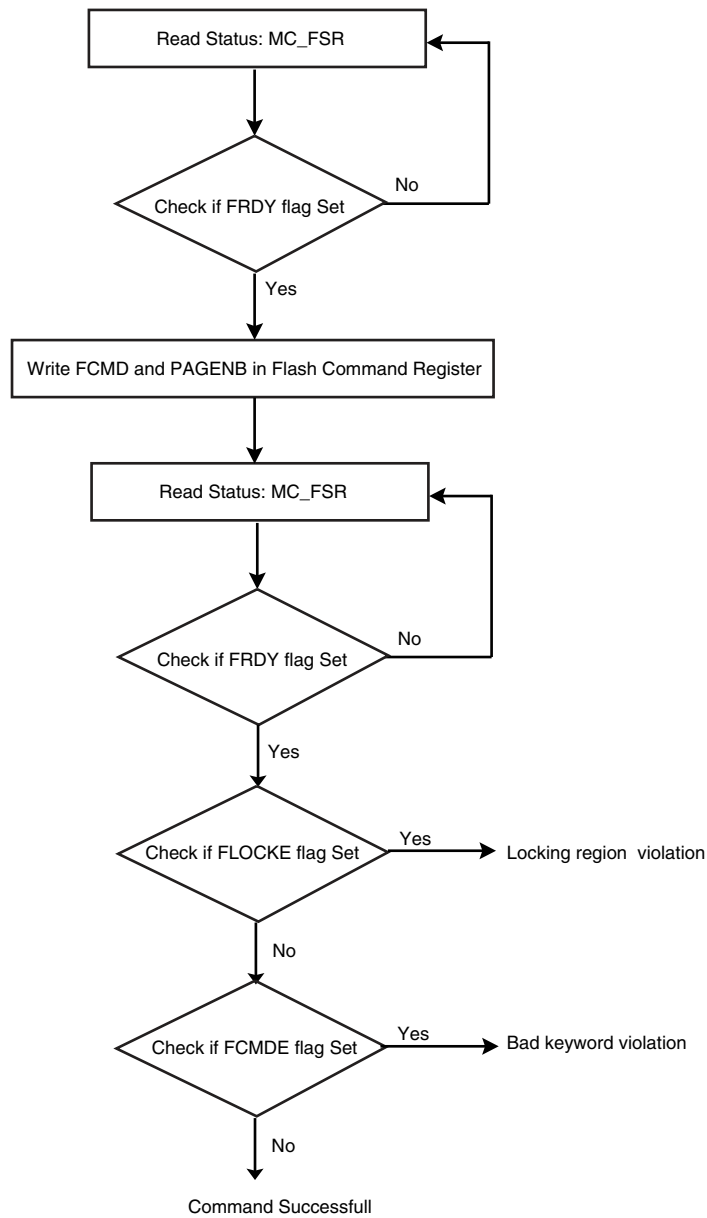 Read Status: MC_FSR
Check if FRDY flag Set
No
Yes
Write FCMD and PAGENB in Flash Command Register
Read Status: MC_FSR
Check if FRDY flag Set
No
Yes
Check if FLOCKE flag Set
Yes
Locking region violation
No
Check if FCMDE flag Set
Yes
Bad keyword violation
No
Command Successfull